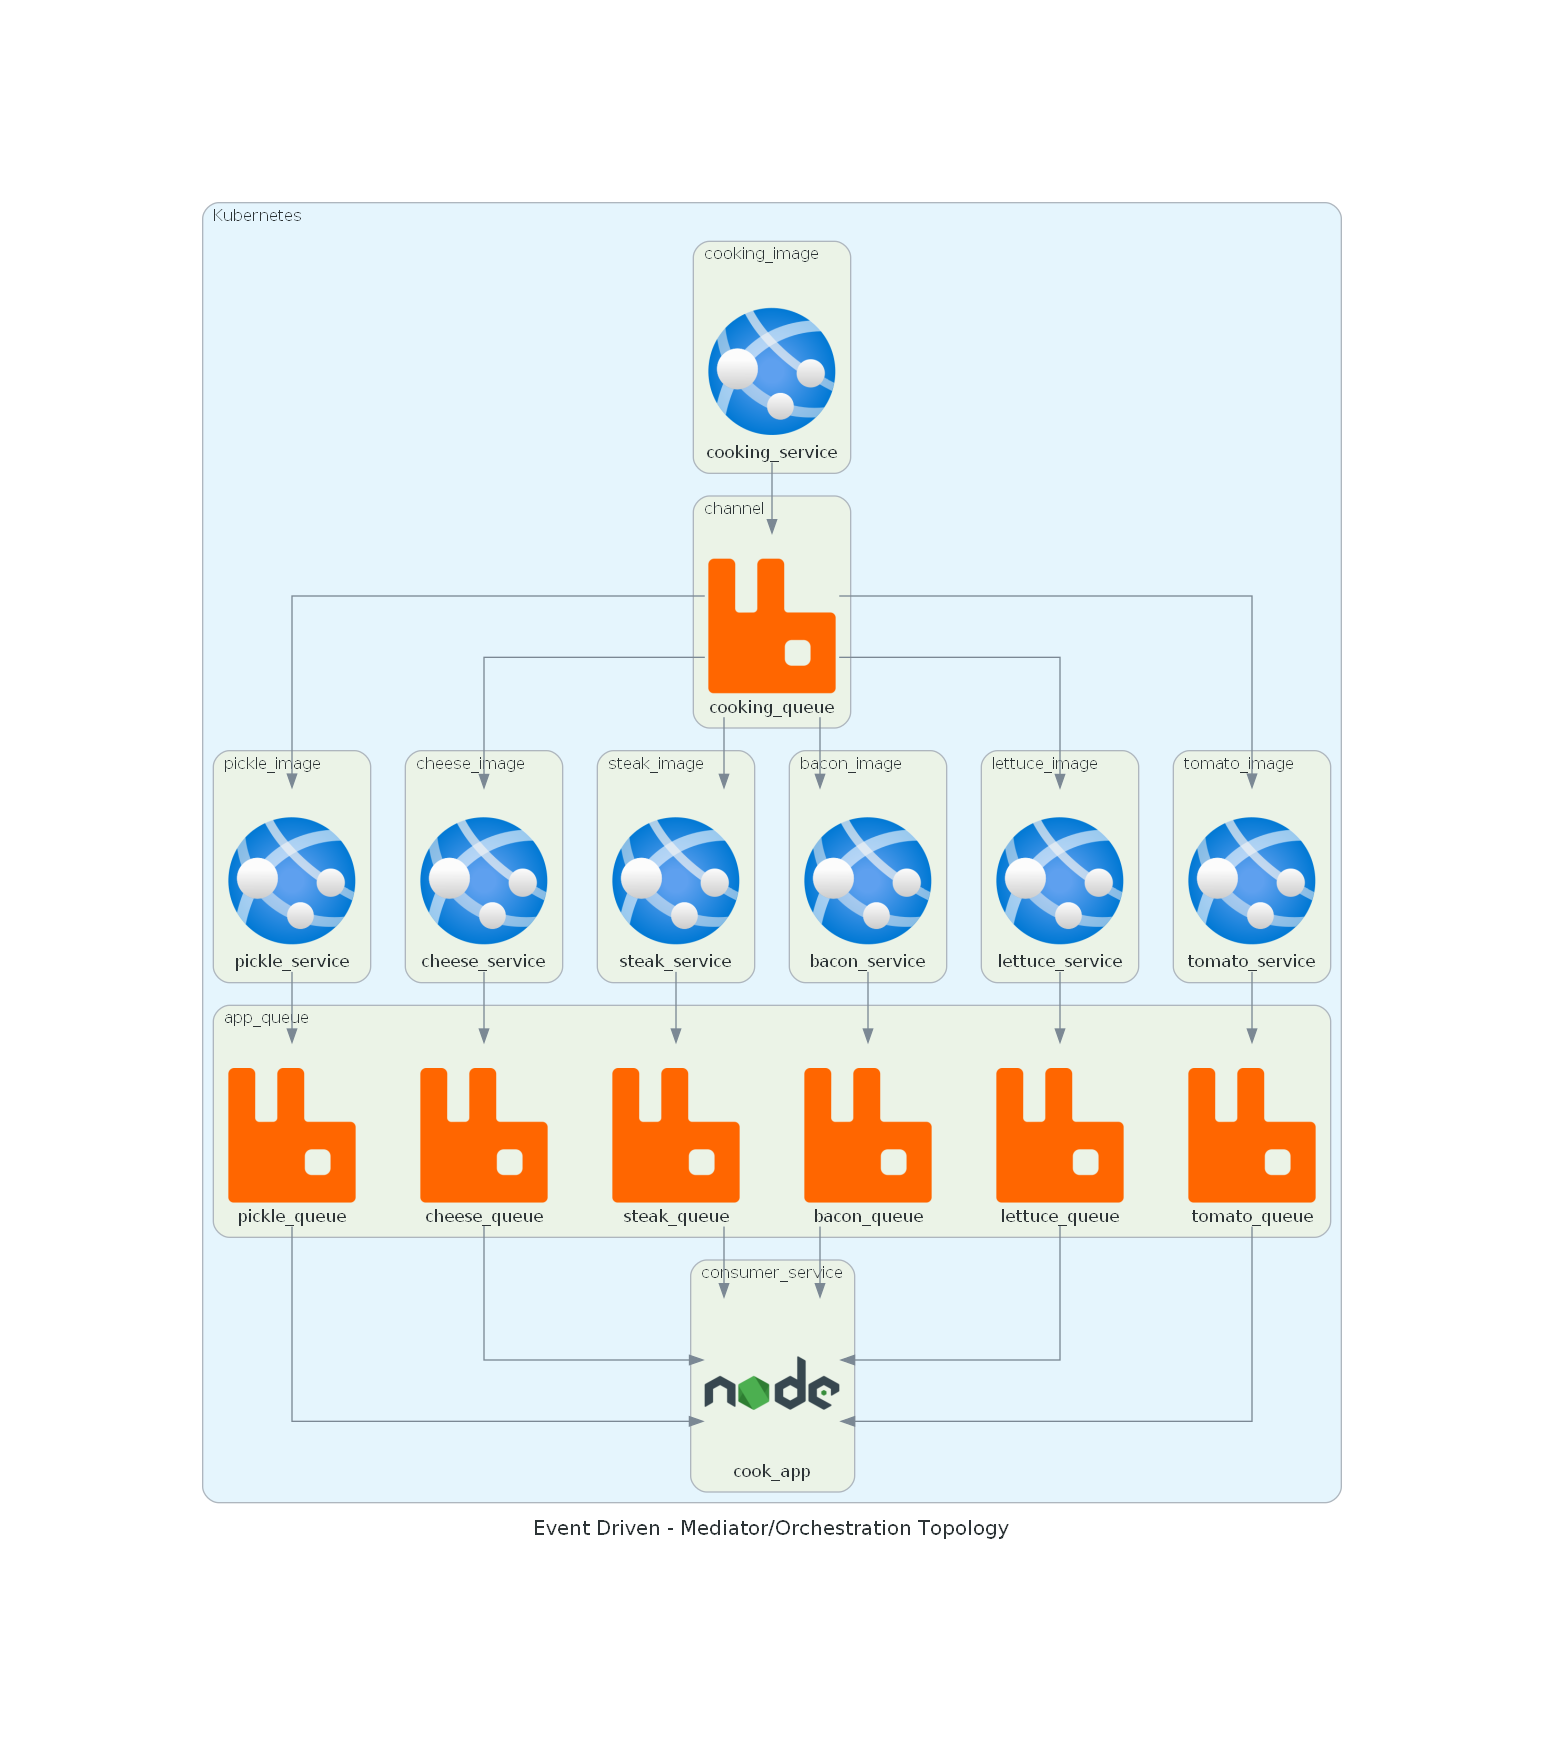 Kubernetes
cooking_image
cooking_service
channel
cooking_queue
pickle_image
cheese_image
steak_image
bacon_image
lettuce_image
tomato_image
pickle_service
cheese_service
steak_service
bacon_service
lettuce_service
tomato_service
app_queue
pickle_queue
cheese_queue
steak_queue
bacon_queue
lettuce_queue
tomato_queue
consumer_service
node
cook_app
Event Driven - Mediator/Orchestration Topology